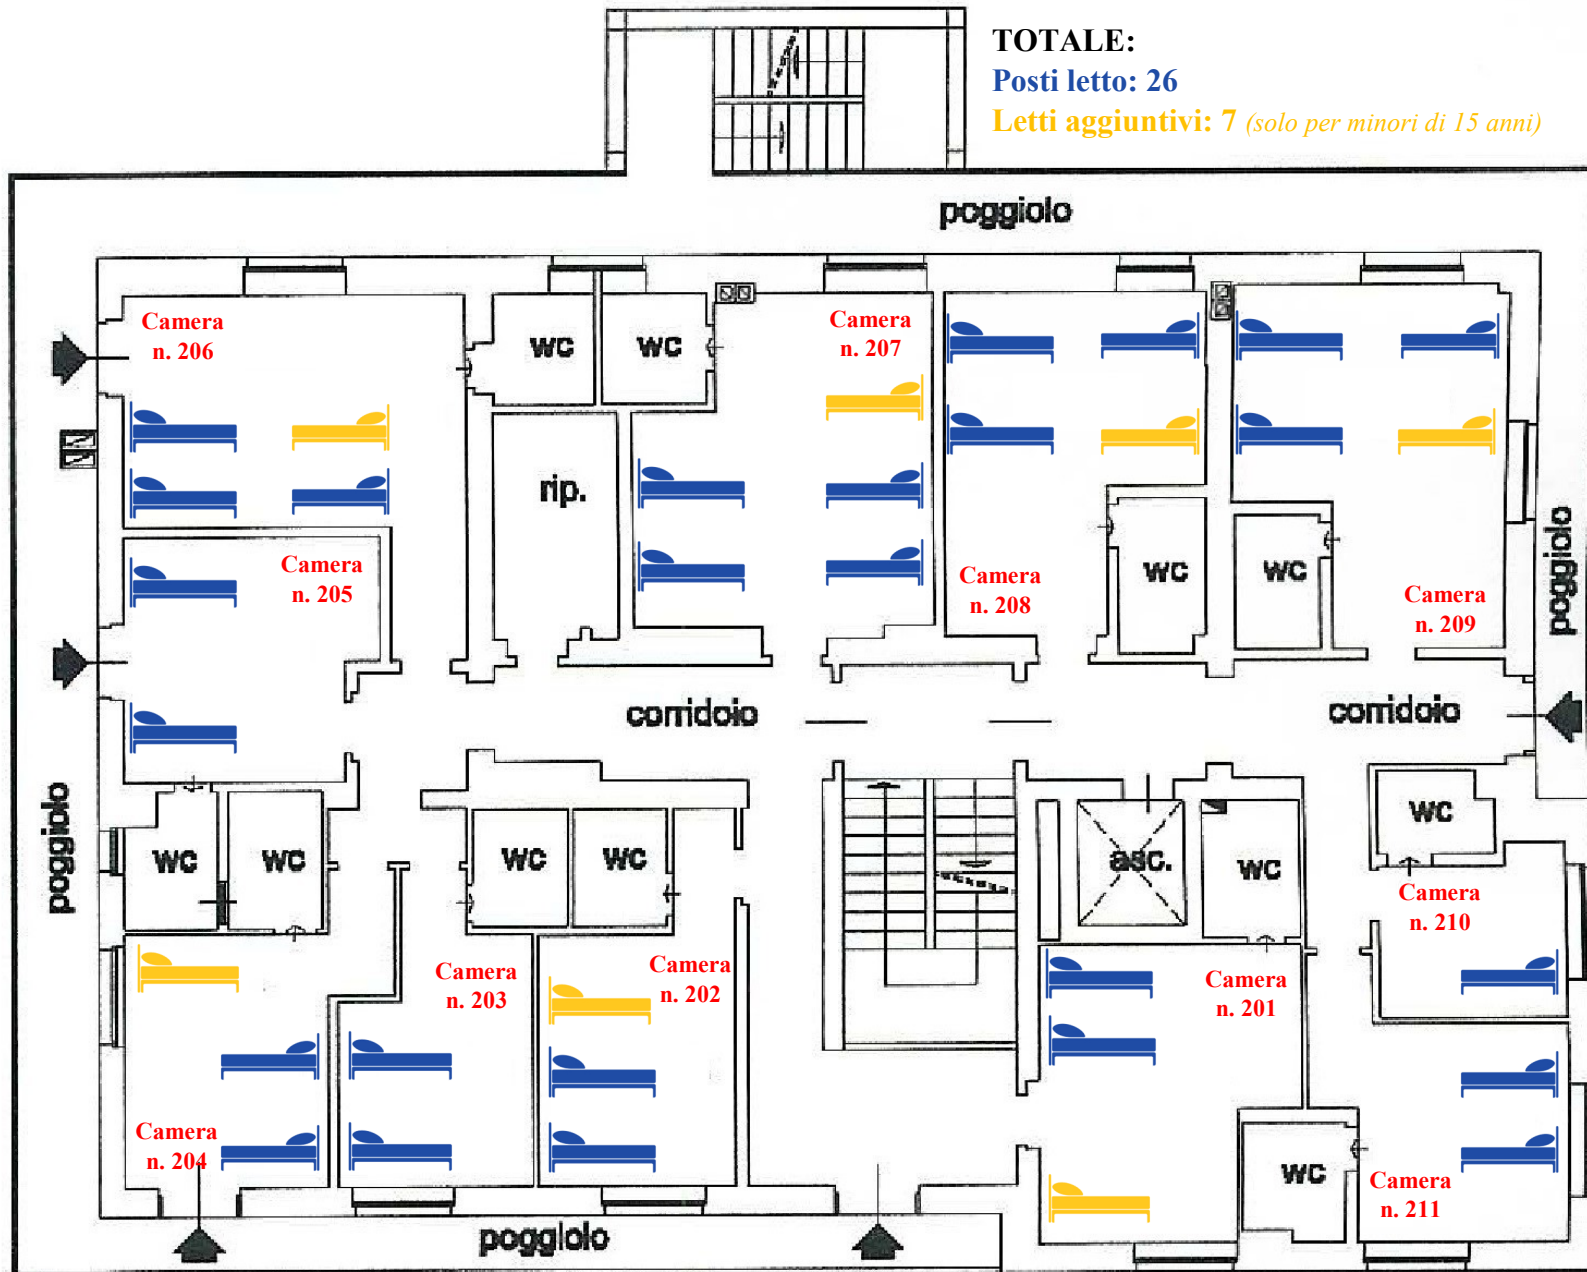 TOTALE:
Posti letto: 26
Letti aggiuntivi: 7 (solo per minori di 15 anni)
poggiolo
Camera
n. 206
wc
wc
Camera
n. 207
rip.
Camera
n. 205
Camera
n. 208
wc
wc
Camera
n. 209
poggiolo
corridoio
corridoio
poggiolo
wc
wc
wc
wc
asc.
wc
wc
Camera
n. 210
Camera
n. 203
Camera
n. 202
Camera
n. 201
Camera
n. 204
wc
Camera
n. 211
poggiolo